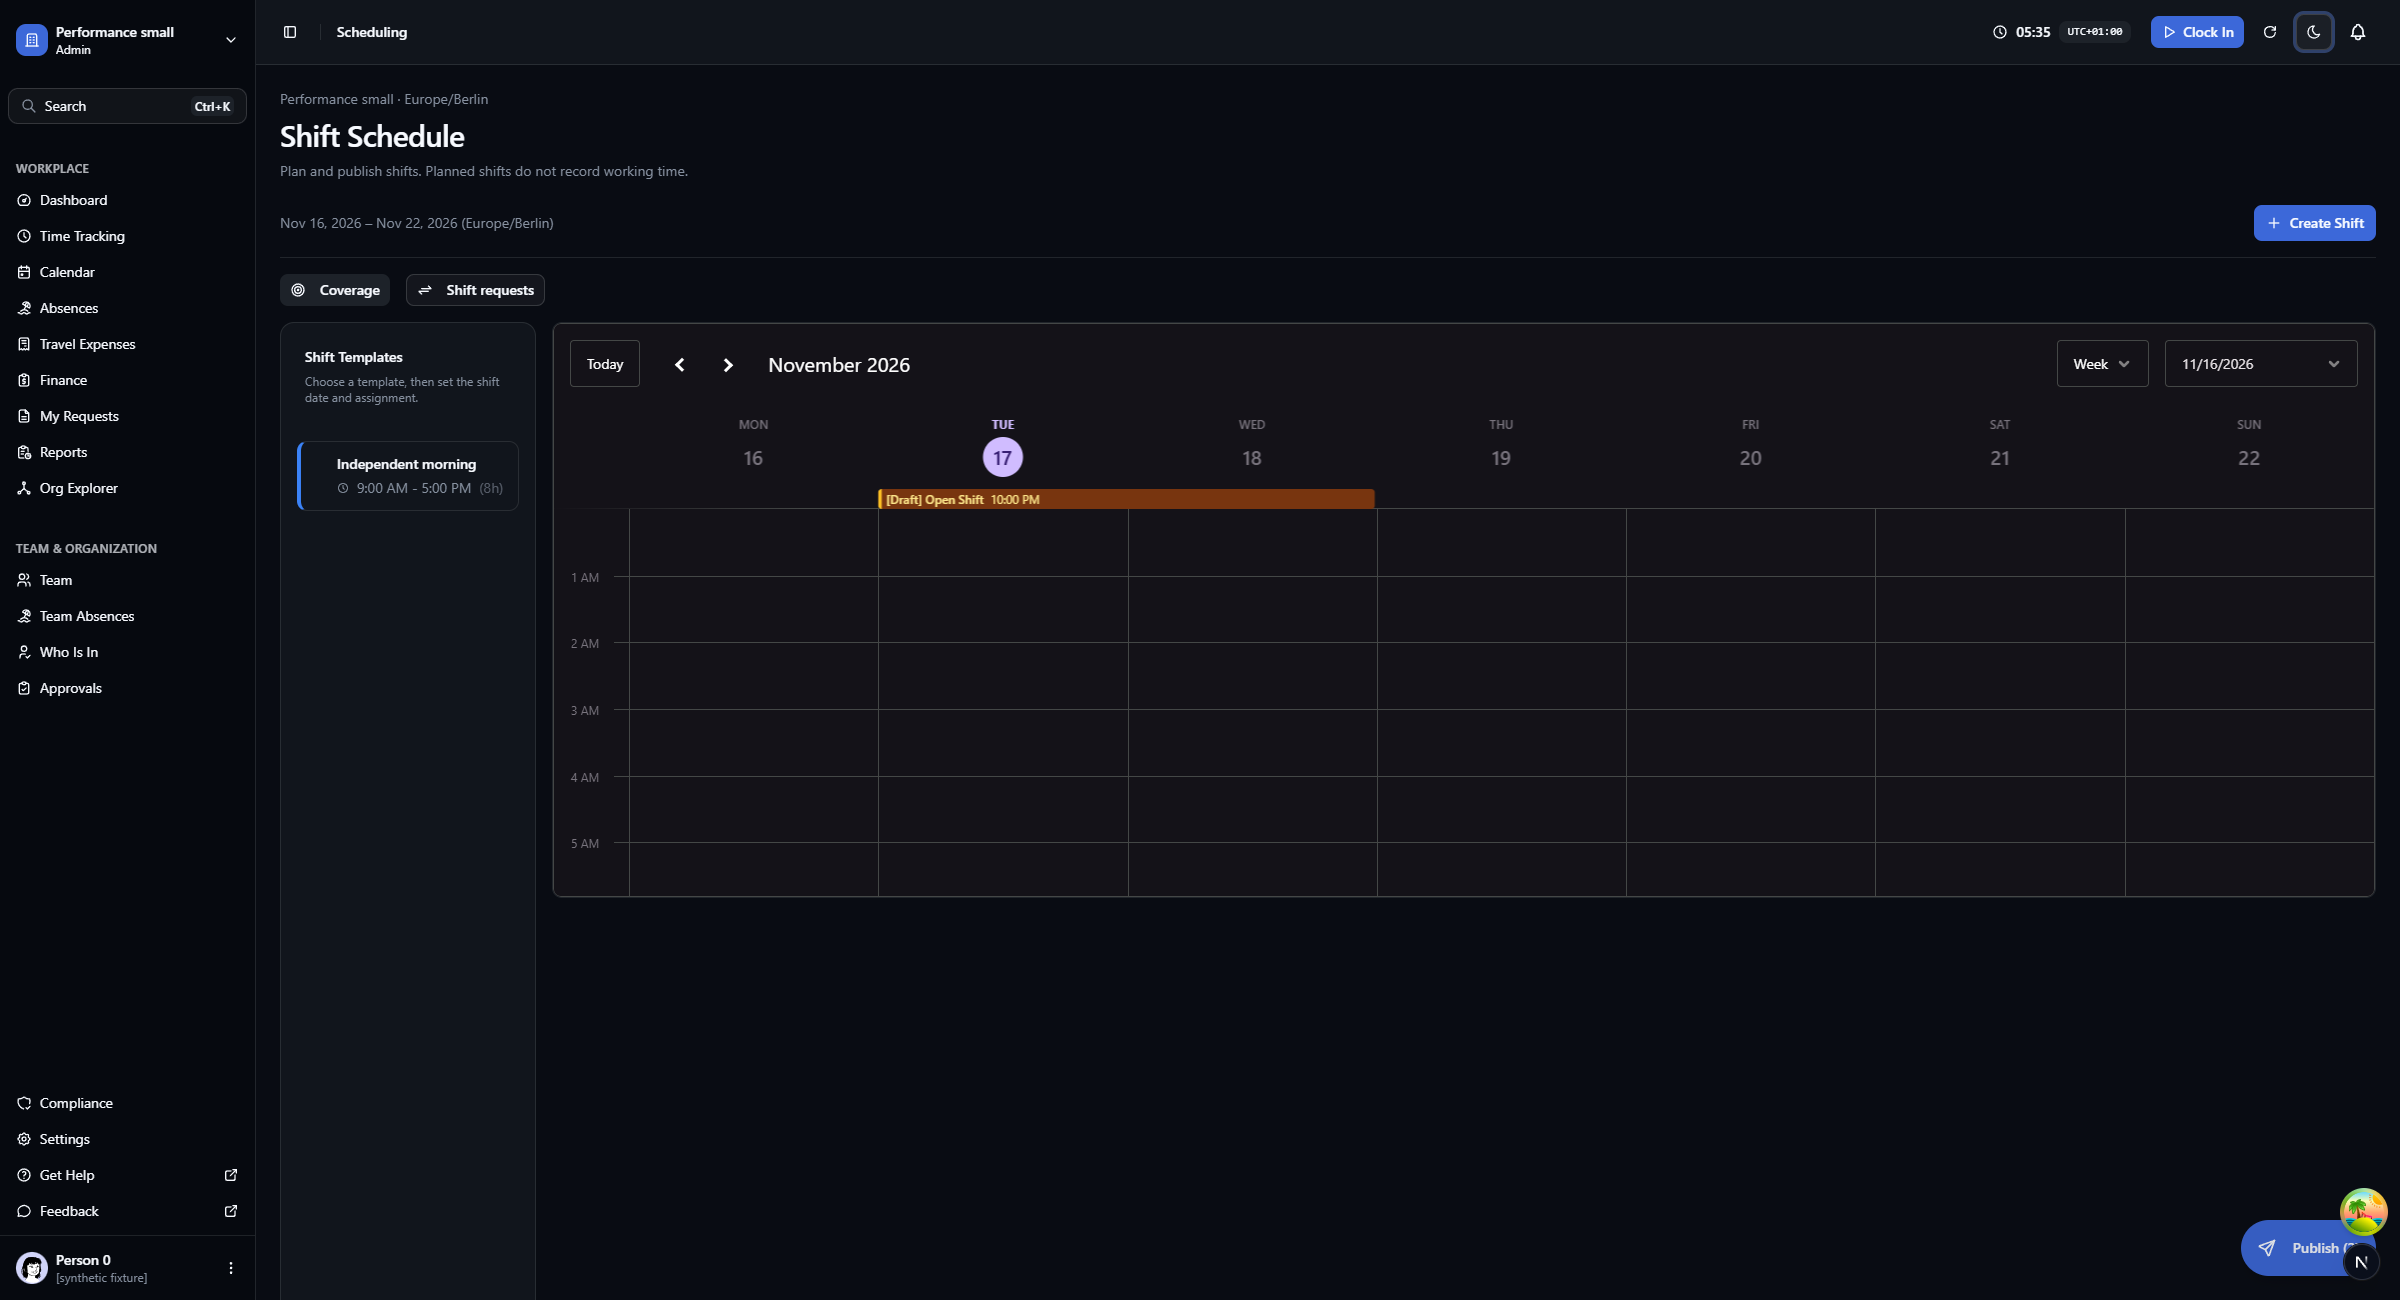 Performance small
Admin
Search Ctrl+K
WORKPLACE
Dashboard
Time Tracking
Calendar
Absences
Travel Expenses
Finance
My Requests
Reports
Org Explorer
TEAM & ORGANIZATION
Team
Team Absences
Who Is In
Approvals
Compliance
Settings
Get Help
Feedback
Person 0
[synthetic fixture]
Scheduling
05:35 UTC+01:00 Clock In
Performance small · Europe/Berlin
Shift Schedule
Plan and publish shifts. Planned shifts do not record working time.
Nov 16, 2026 – Nov 22, 2026 (Europe/Berlin)
Create Shift
Coverage Shift requests
Shift Templates
Choose a template, then set the shift
date and assignment.
Independent morning
9:00 AM - 5:00 PM (8h)
Today November 2026 Week 11/16/2026
MON TUE WED THU FRI SAT SUN
16 17 18 19 20 21 22
[Draft] Open Shift 10:00 PM
1 AM
2 AM
3 AM
4 AM
5 AM
Publish
N